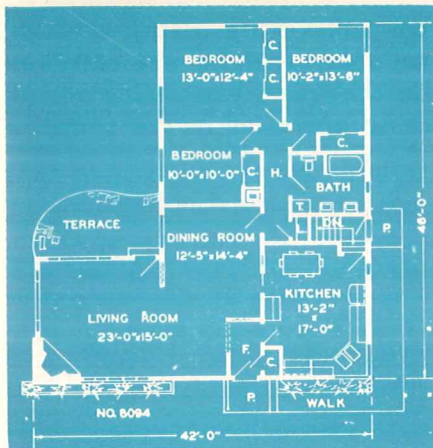 BEDROOM
13'-0"x12'-4"
C.
C.
BEDROOM
10'-2"x13'-6"
C.
BEDROOM
10'-0"x10'-0"
C.
H.
BATH
T.
DN.
P.
TERRACE
DINING ROOM
12'-5"x14'-4"
KITCHEN
13'-2"
x
17'-0"
LIVING ROOM
23'-0"x15'-0"
F.
C.
P.
WALK
NO. 8094
42'-0"
46'-0"